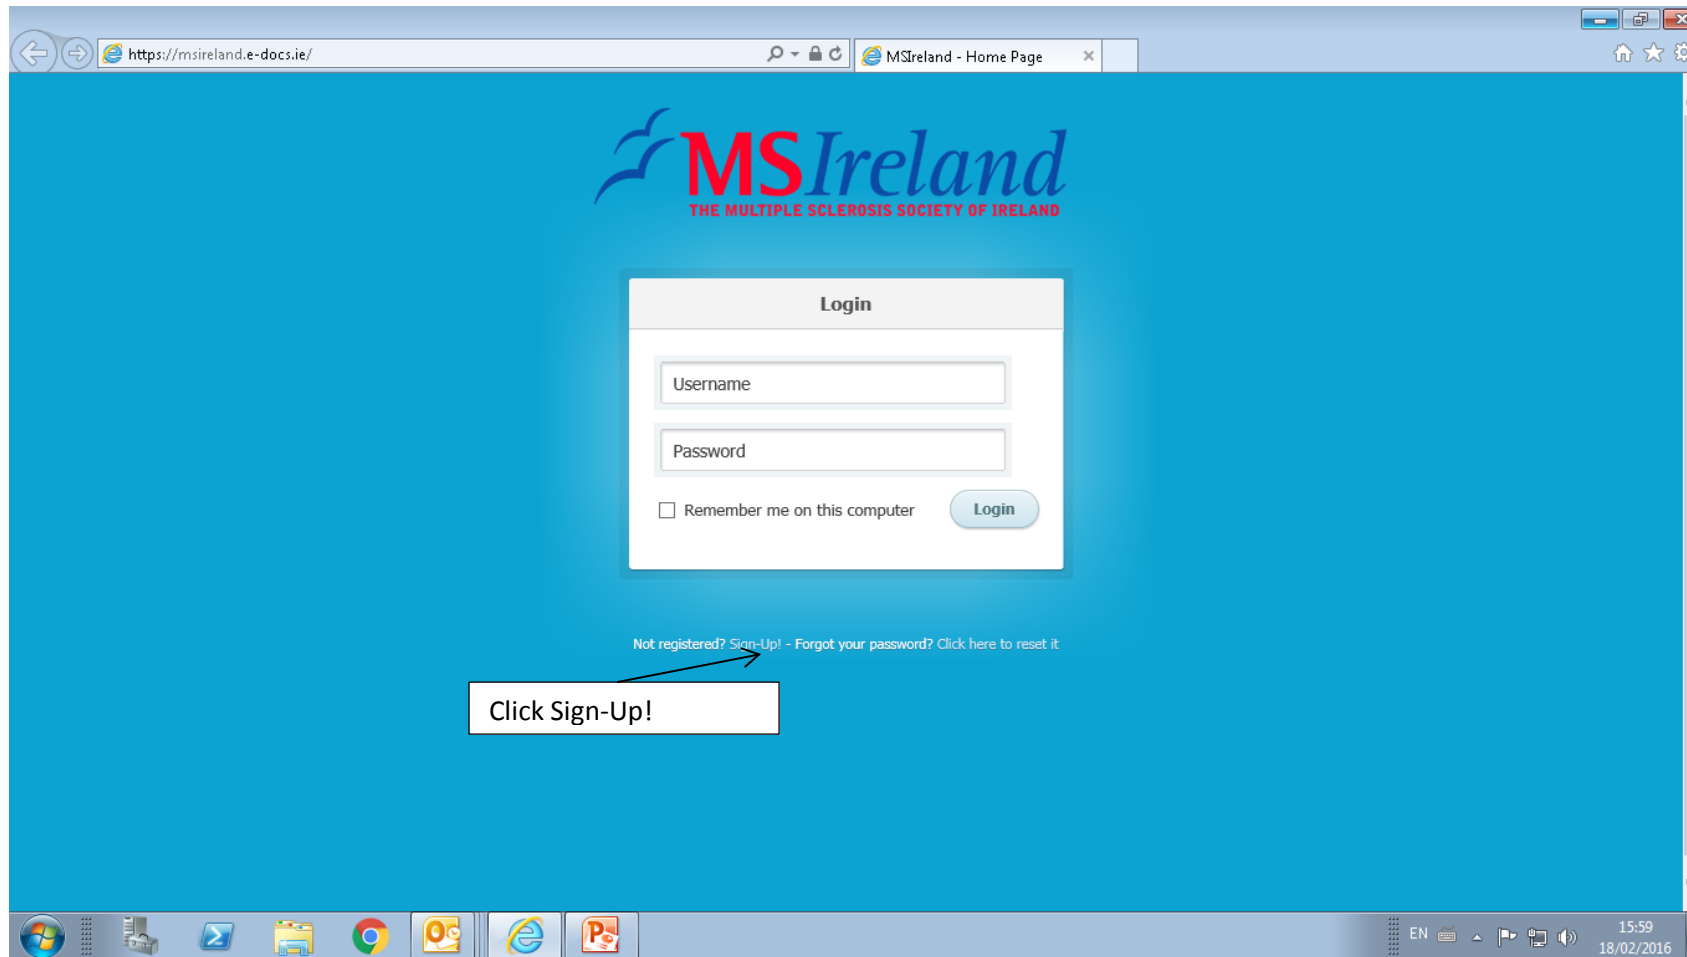 https://msireland.e-docs.ie/
MSIreland - Home Page
MSIreland
THE MULTIPLE SCLEROSIS SOCIETY OF IRELAND
Login
Username
Password
Remember me on this computer
Login
Not registered? Sign-Up! - Forgot your password? Click here to reset it
Click Sign-Up!
EN
15:59
18/02/2016